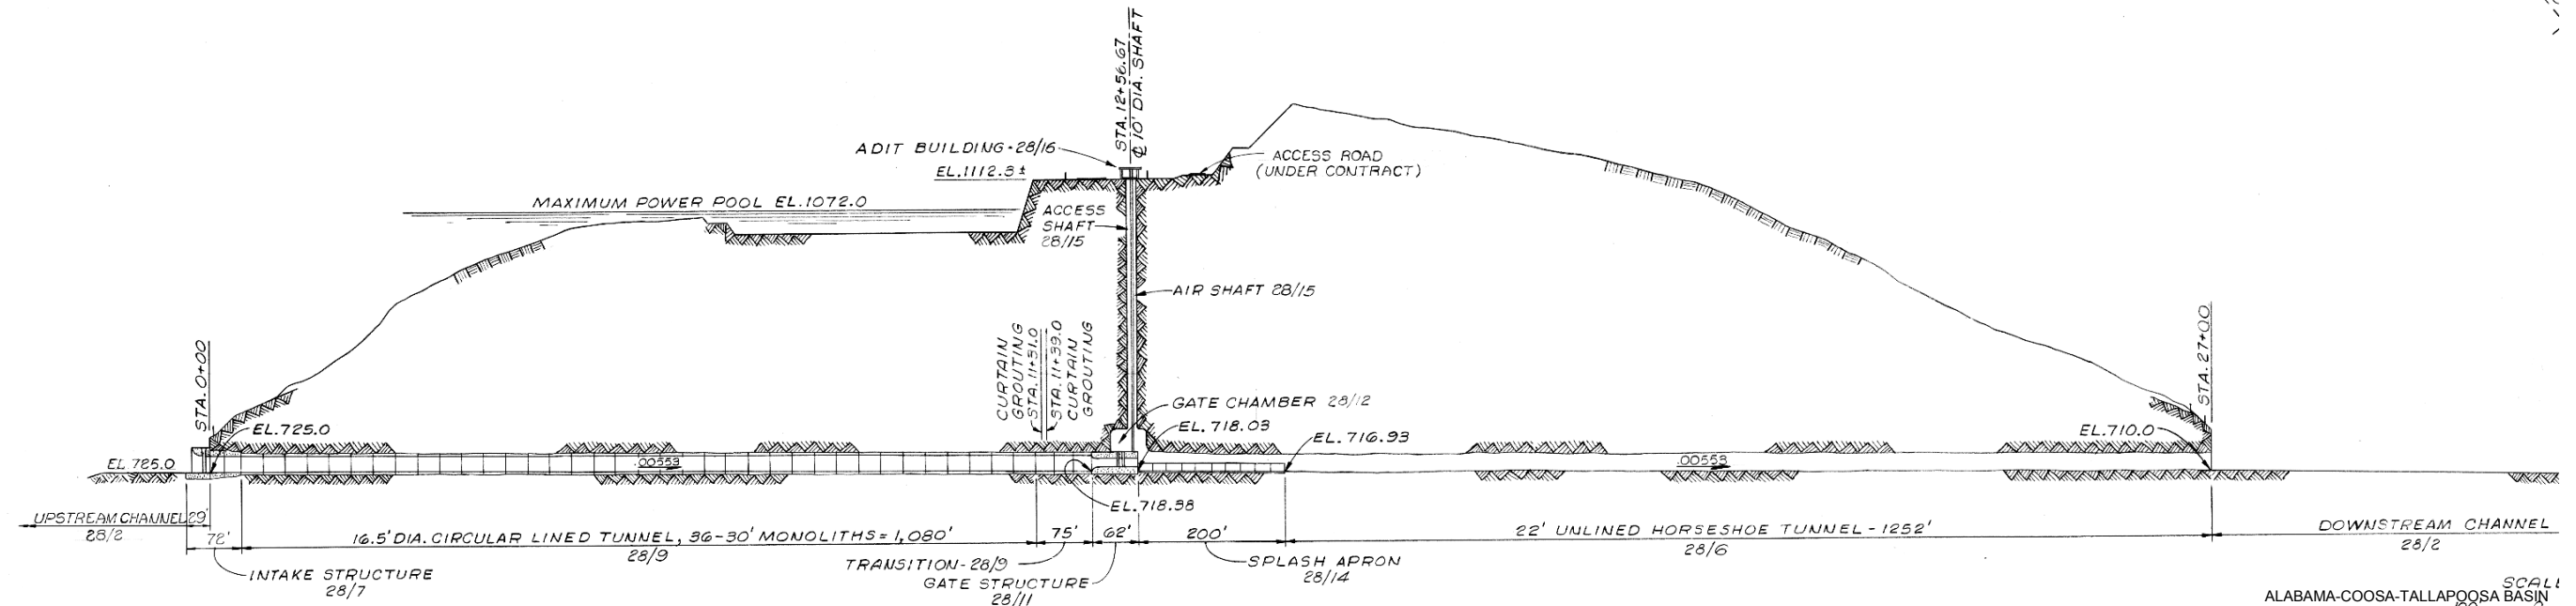 STA. 12+56.67
℄ 10' DIA. SHAFT
ADIT BUILDING-28/16
EL.1112.3±
ACCESS ROAD
(UNDER CONTRACT)
MAXIMUM POWER POOL EL.1072.0
ACCESS
SHAFT
28/15
AIR SHAFT 28/15
STA. 0+00
CURTAIN
GROUTING
STA. 11+31.0
STA. 11+39.0
CURTAIN
GROUTING
STA. 27+00
GATE CHAMBER 28/12
EL.725.0
EL.718.03
EL.716.93
EL.710.0
EL.725.0
.00553
.00553
EL.718.38
UPSTREAM CHANNEL
28/2
29'
72'
16.5' DIA. CIRCULAR LINED TUNNEL, 36-30' MONOLITHS = 1,080'
28/9
75'
62'
200'
22' UNLINED HORSESHOE TUNNEL - 1252'
28/6
DOWNSTREAM CHANNEL
28/2
INTAKE STRUCTURE
28/7
TRANSITION-28/9
GATE STRUCTURE
28/11
SPLASH APRON
28/14
SCALE
ALABAMA-COOSA-TALLAPOOSA BASIN